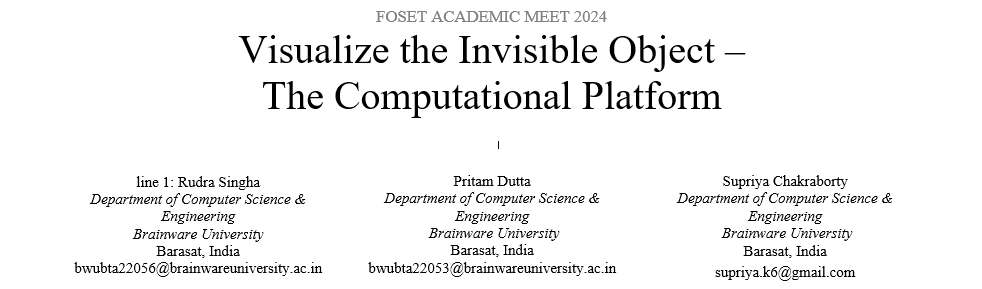 FOSET ACADEMIC MEET 2024
Visualize the Invisible Object –
The Computational Platform
line 1: Rudra Singha
Department of Computer Science &
Engineering
Brainware University
Barasat, India
bwubta22056@brainwareuniversity.ac.in
Pritam Dutta
Department of Computer Science &
Engineering
Brainware University
Barasat, India
bwubta22053@brainwareuniversity.ac.in
Supriya Chakraborty
Department of Computer Science &
Engineering
Brainware University
Barasat, India
supriya.k6@gmail.com